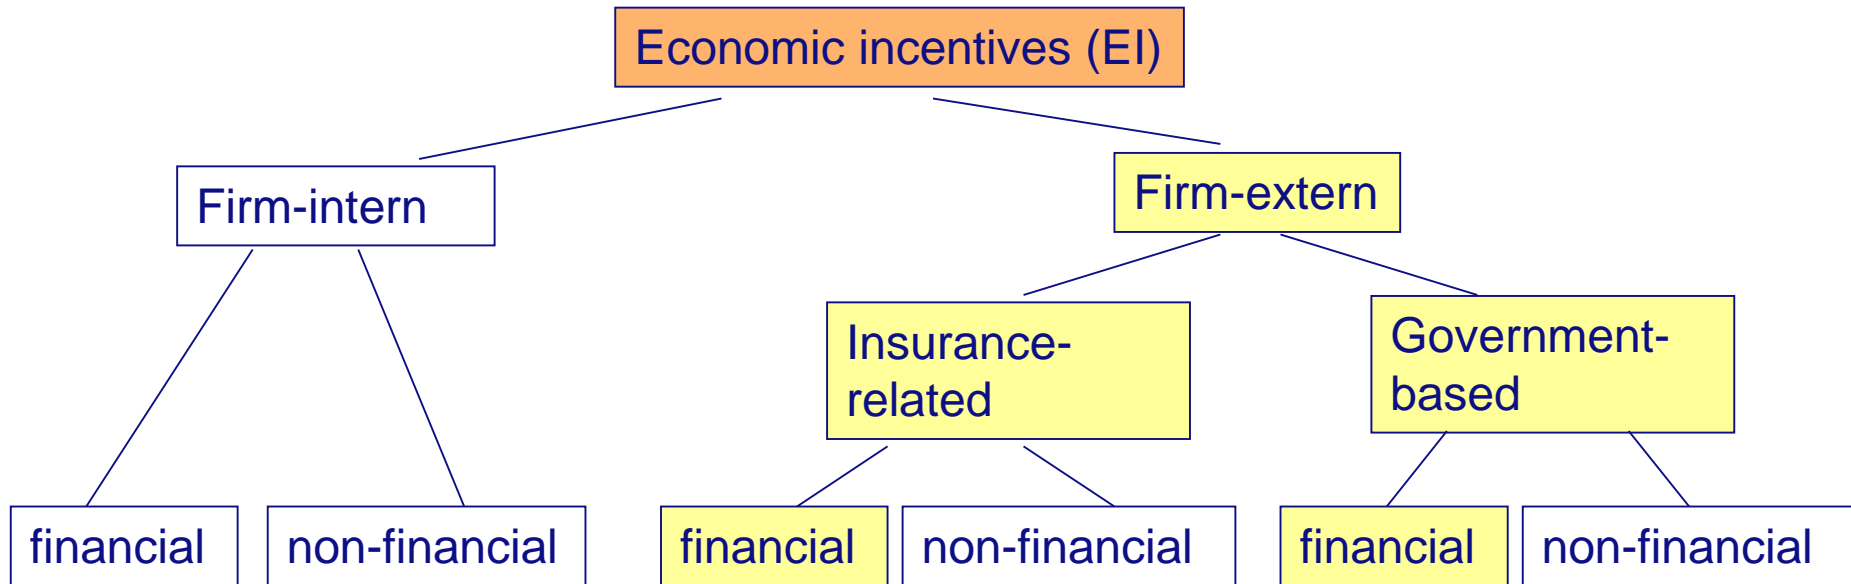 Economic incentives (EI)
Firm-intern
Firm-extern
Insurance-
related
Government-
based
financial
non-financial
financial
non-financial
financial
non-financial